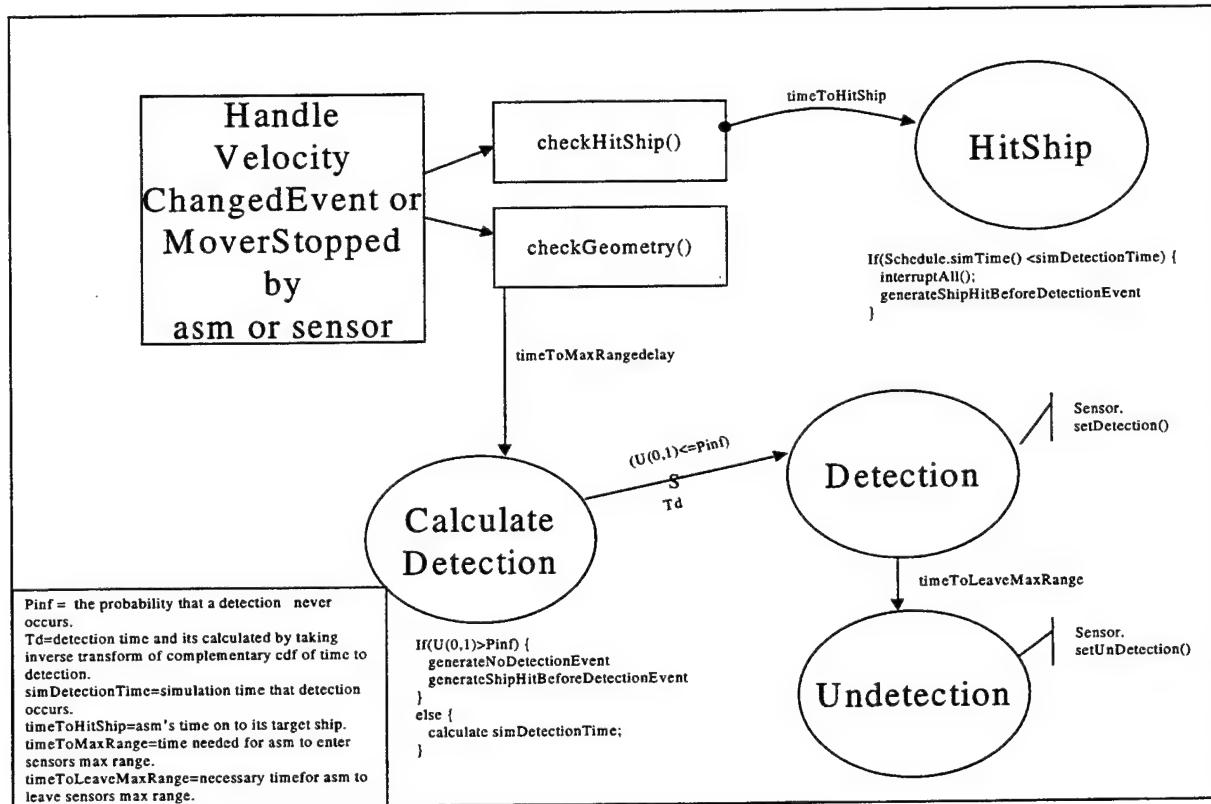 Handle
Velocity
ChangedEvent or
MoverStopped
by
asm or sensor
checkHitShip()
timeToHitShip
HitShip
checkGeometry()
If(Schedule.simTime() <simDetectionTime) {
interruptAll();
generateShipHitBeforeDetectionEvent
}
timeToMaxRangedelay
Calculate
Detection
(U(0,1)<=Pinf)
S
Td
Detection
Sensor.
setDetection()
timeToLeaveMaxRange
Undetection
Sensor.
setUnDetection()
If(U(0,1)>Pinf) {
generateNoDetectionEvent
generateShipHitBeforeDetectionEvent
}
else {
calculate simDetectionTime;
}
Pinf = the probability that a detection never
occurs.
Td=detection time and its calculated by taking
inverse transform of complementary cdf of time to
detection.
simDetectionTime=simulation time that detection
occurs.
timeToHitShip=asm's time on to its target ship.
timeToMaxRange=time needed for asm to enter
sensors max range.
timeToLeaveMaxRange=necessary timefor asm to
leave sensors max range.